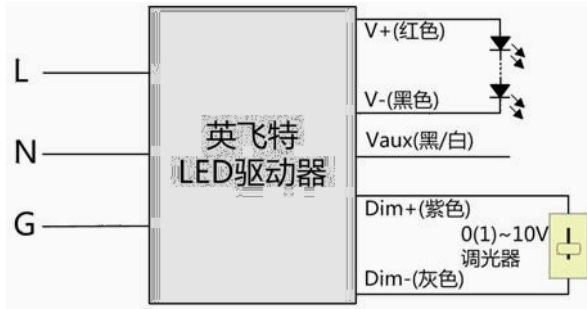 L
N
G
英飞特
LED驱动器
V+(红色)
V-(黑色)
Vaux(黑/白)
Dim+(紫色)
0(1)~10V
调光器
Dim-(灰色)